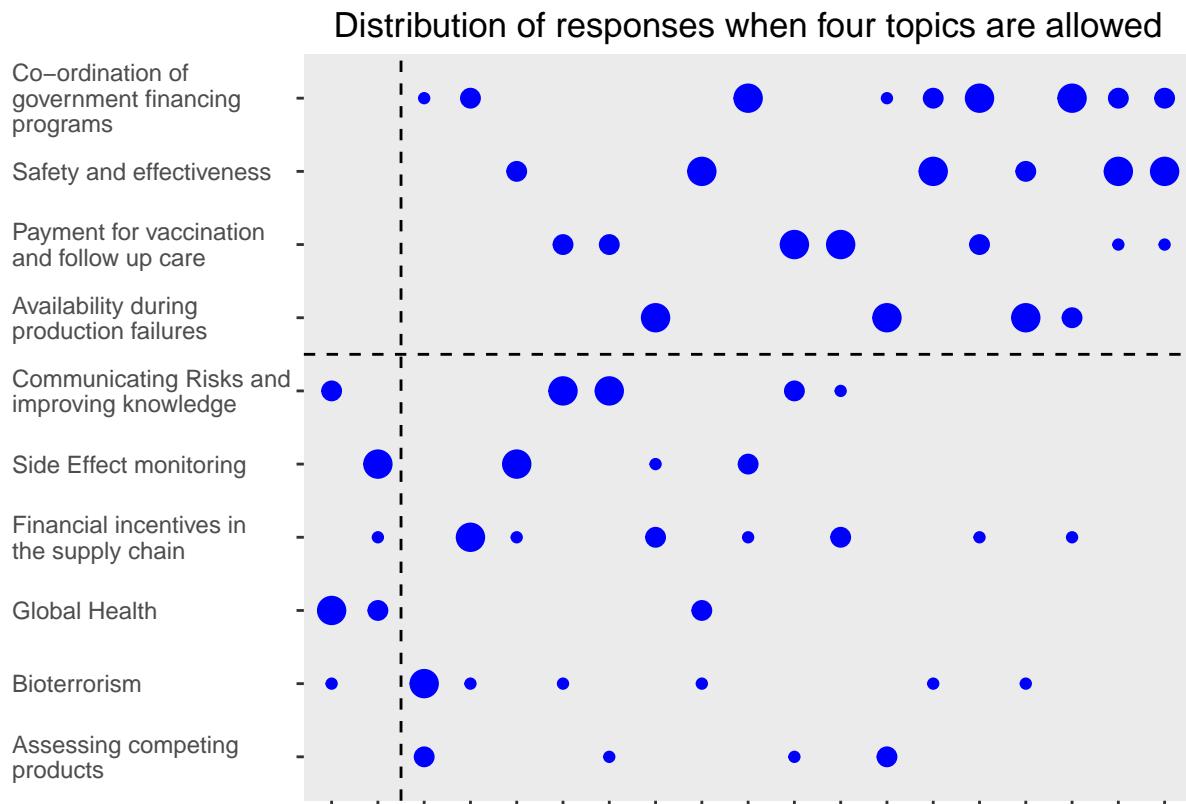 Distribution of responses when four topics are allowed
Co−ordination of
government financing
programs
Safety and effectiveness
Payment for vaccination
and follow up care
Availability during
production failures
Communicating Risks and
improving knowledge
Side Effect monitoring
Financial incentives in
the supply chain
Global Health
Bioterrorism
Assessing competing
products